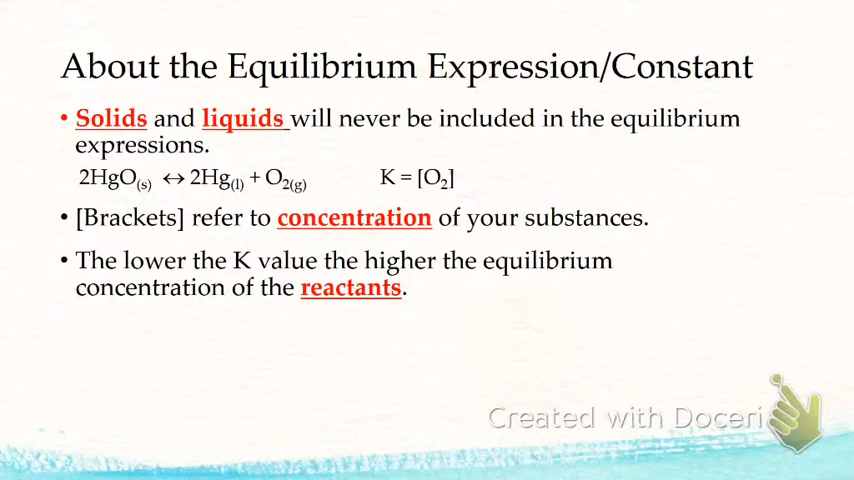 About the Equilibrium Expression/Constant
• Solids and liquids will never be included in the equilibrium
expressions.
2HgO(s) ↔ 2Hg(l) + O2(g) K = [O2]
• [Brackets] refer to concentration of your substances.
• The lower the K value the higher the equilibrium
concentration of the reactants.
Created with Doceri